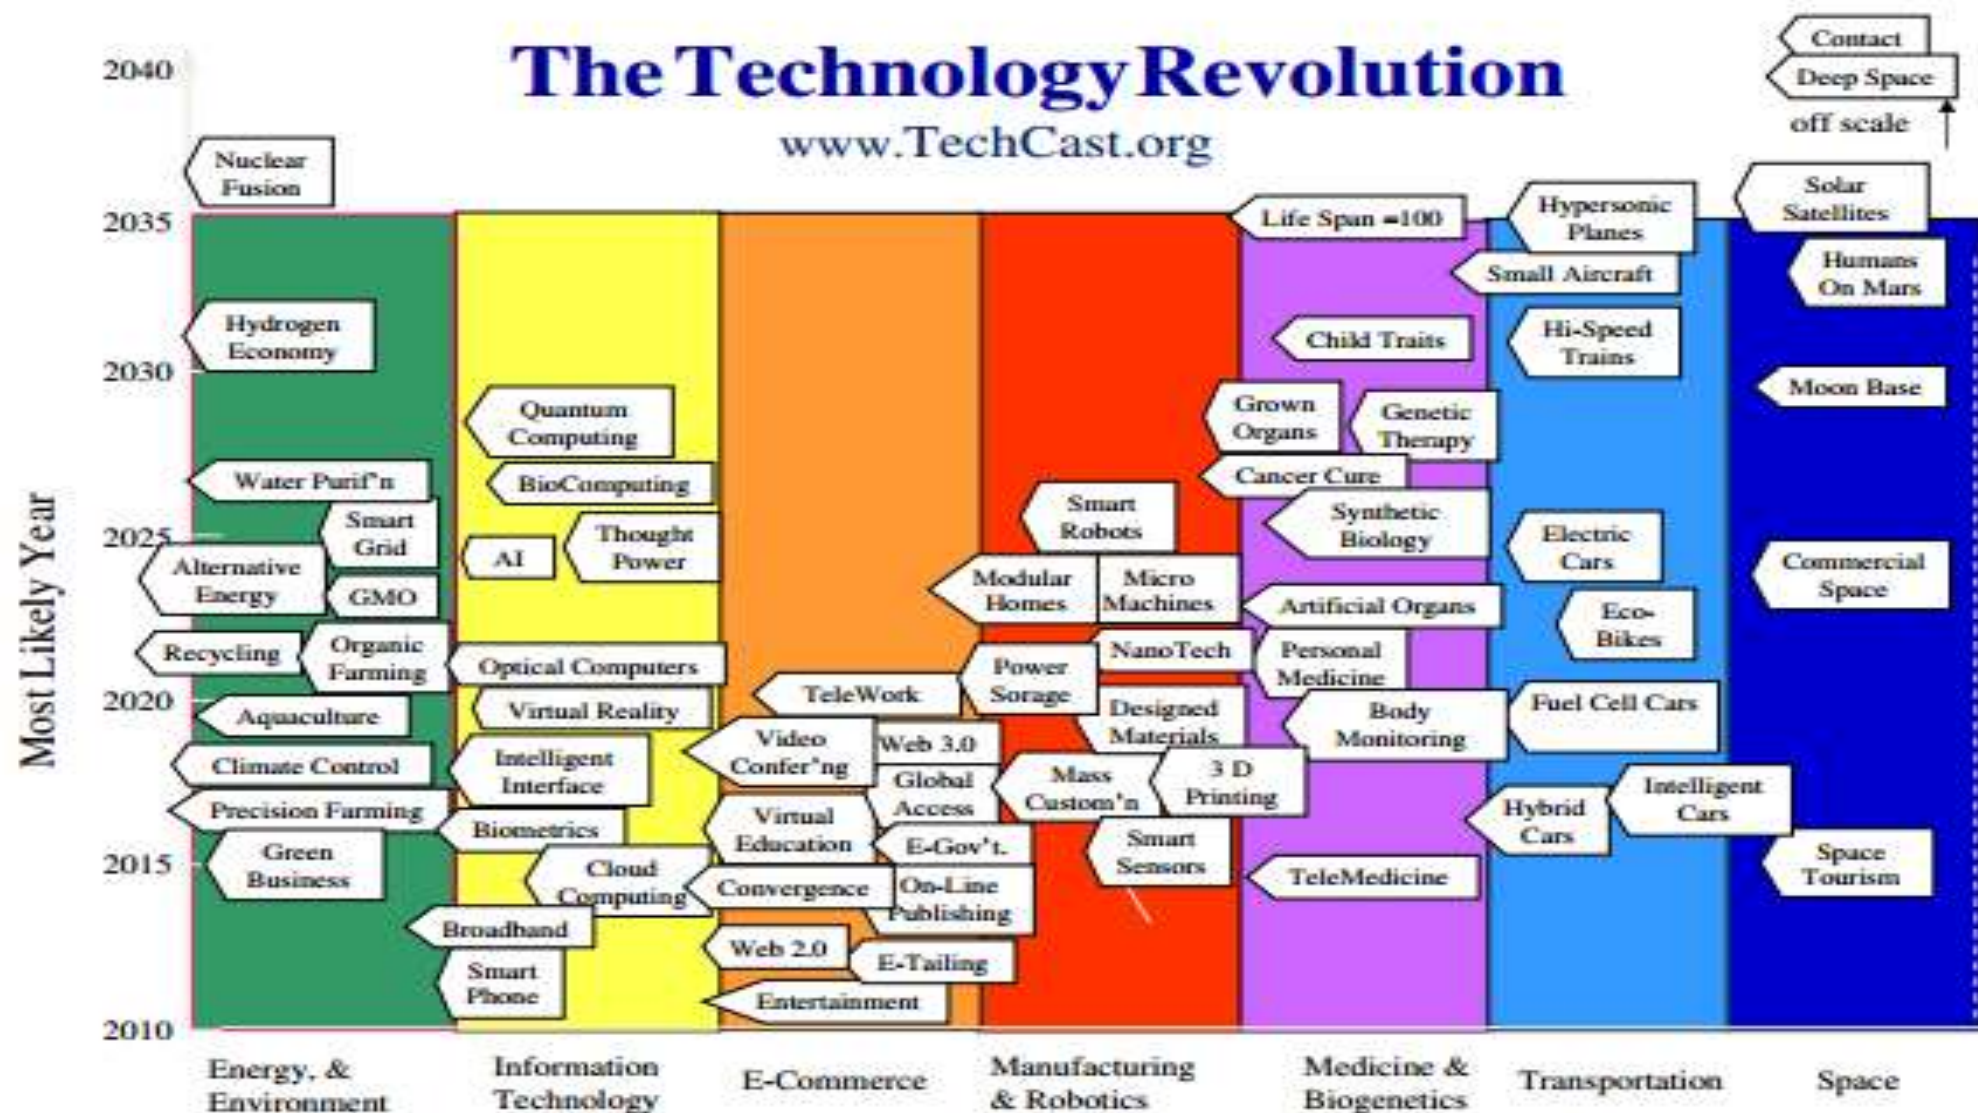 The Technology Revolution
www.TechCast.org
Contact
Deep Space
off scale
Most Likely Year
2040
2035
2030
2025
2020
2015
2010
Nuclear
Fusion
Hydrogen
Economy
Water Purif'n
Smart
Grid
Alternative
Energy
GMO
Recycling
Organic
Farming
Aquaculture
Climate Control
Precision Farming
Green
Business
Quantum
Computing
BioComputing
AI
Thought
Power
Optical Computers
Virtual Reality
Intelligent
Interface
Biometrics
Cloud
Computing
Broadband
Smart
Phone
TeleWork
Video
Confer'ng
Web 3.0
Global
Access
Virtual
Education
E-Gov't.
Convergence
On-Line
Publishing
Web 2.0
E-Tailing
Entertainment
Smart
Robots
Modular
Homes
Micro
Machines
NanoTech
Power
Sorage
Designed
Materials
Mass
Custom'n
3 D
Printing
Smart
Sensors
Life Span =100
Child Traits
Grown
Organs
Genetic
Therapy
Cancer Cure
Synthetic
Biology
Artificial Organs
Personal
Medicine
Body
Monitoring
TeleMedicine
Hypersonic
Planes
Small Aircraft
Hi-Speed
Trains
Electric
Cars
Eco-
Bikes
Fuel Cell Cars
Intelligent
Cars
Hybrid
Cars
Solar
Satellites
Humans
On Mars
Moon Base
Commercial
Space
Space
Tourism
Energy, &
Environment
Information
Technology
E-Commerce
Manufacturing
& Robotics
Medicine &
Biogenetics
Transportation
Space